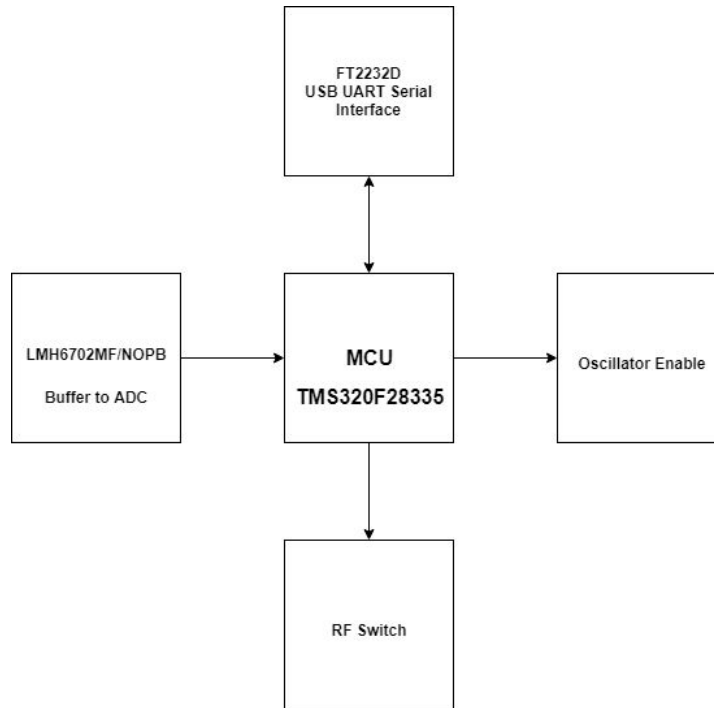 FT2232D
USB UART Serial
Interface
LMH6702MF/NOPB
Buffer to ADC
MCU
TMS320F28335
Oscillator Enable
RF Switch